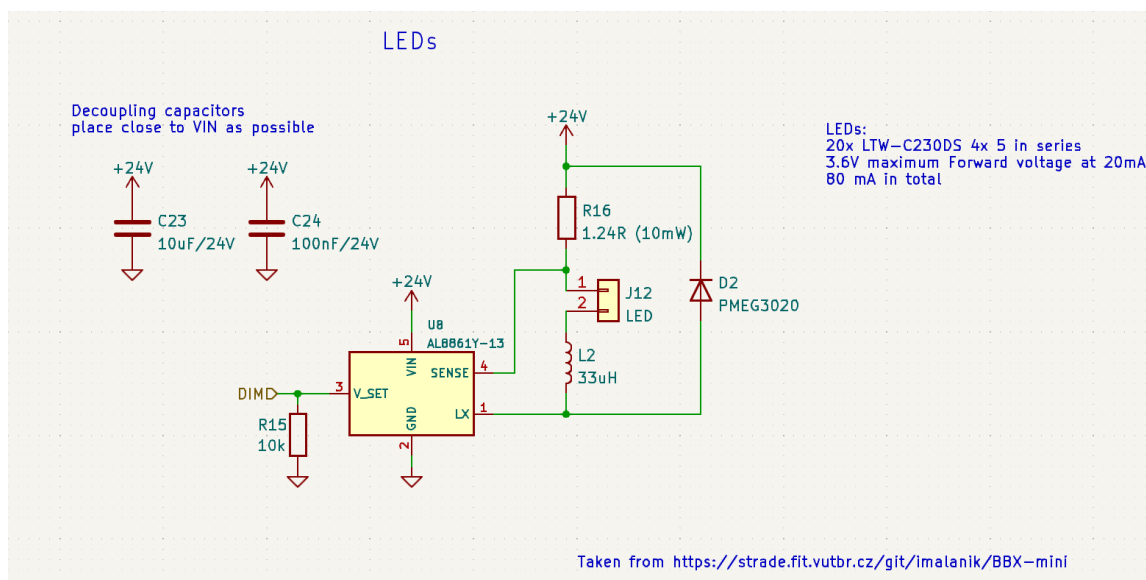 LEDs
Decoupling capacitors
place close to VIN as possible
+24V
C23
10uF/24V
+24V
C24
100nF/24V
+24V
R16
1.24R (10mW)
1
2
J12
LED
D2
PMEG3020
L2
33uH
LEDs:
20x LTW-C230DS 4x 5 in series
3.6V maximum Forward voltage at 20mA
80 mA in total
+24V
U8
AL8861Y-13
5
VIN
SENSE
4
DIM
3
V_SET
GND
LX
1
2
R15
10k
Taken from https://strade.fit.vutbr.cz/git/imalanik/BBX-mini